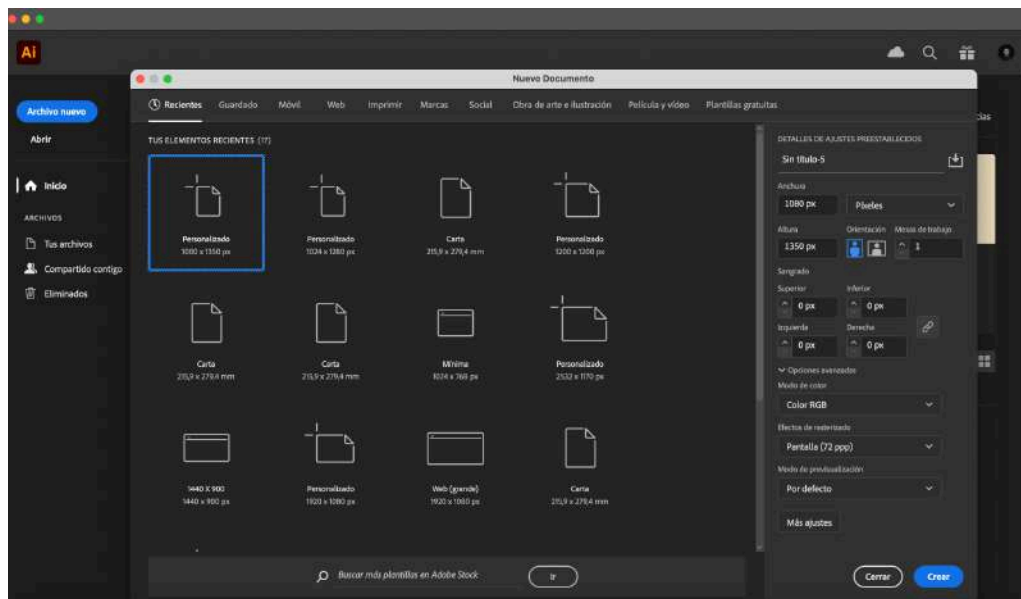 Ai
Nuevo Documento
Archivo nuevo
Abrir
Inicio
ARCHIVOS
Tus archivos
Compartido contigo
Eliminados
Recientes Guardado Móvil Web Imprimir Marcas Social Obra de arte e ilustración Película y vídeo Plantillas gratuitas
TUS ELEMENTOS RECIENTES (17)
Personalizado Personalizado Carta Personalizado
1080 x 1350 px 1024 x 1280 px 215,9 x 279,4 mm 1200 x 1200 px
Carta Carta Mínima Personalizado
215,9 x 279,4 mm 215,9 x 279,4 mm 1024 x 768 px 2532 x 1170 px
1440 X 900 Personalizado Web (grande) Carta
1440 x 900 px 1920 x 1080 px 1920 x 1080 px 215,9 x 279,4 mm
Buscar más plantillas en Adobe Stock Ir
DETALLES DE AJUSTES PREESTABLECIDOS
Sin título-5
Anchura
1080 px Píxeles
Altura Orientación Mesas de trabajo
1350 px 1
Sangrado
Superior Inferior
0 px 0 px
Izquierda Derecha
0 px 0 px
Opciones avanzadas
Modo de color
Color RGB
Efectos de rasterizado
Pantalla (72 ppp)
Modo de previsualización
Por defecto
Más ajustes
Cerrar Crear